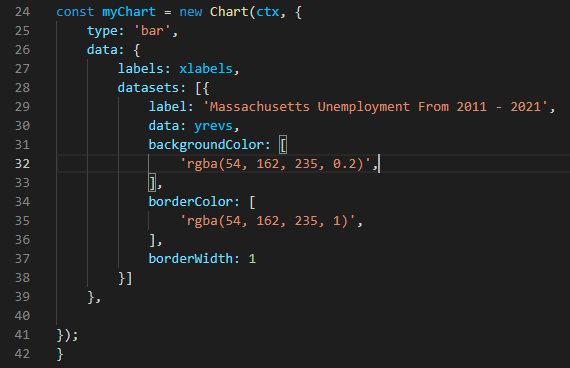 24 const myChart = new Chart(ctx, {
25     type: 'bar',
26     data: {
27         labels: xlabels,
28         datasets: [{
29             label: 'Massachusetts Unemployment From 2011 - 2021',
30             data: yrevs,
31             backgroundColor: [
32                 'rgba(54, 162, 235, 0.2)',
33             ],
34             borderColor: [
35                 'rgba(54, 162, 235, 1)',
36             ],
37             borderWidth: 1
38         }]
39     },
40
41 });
42 }